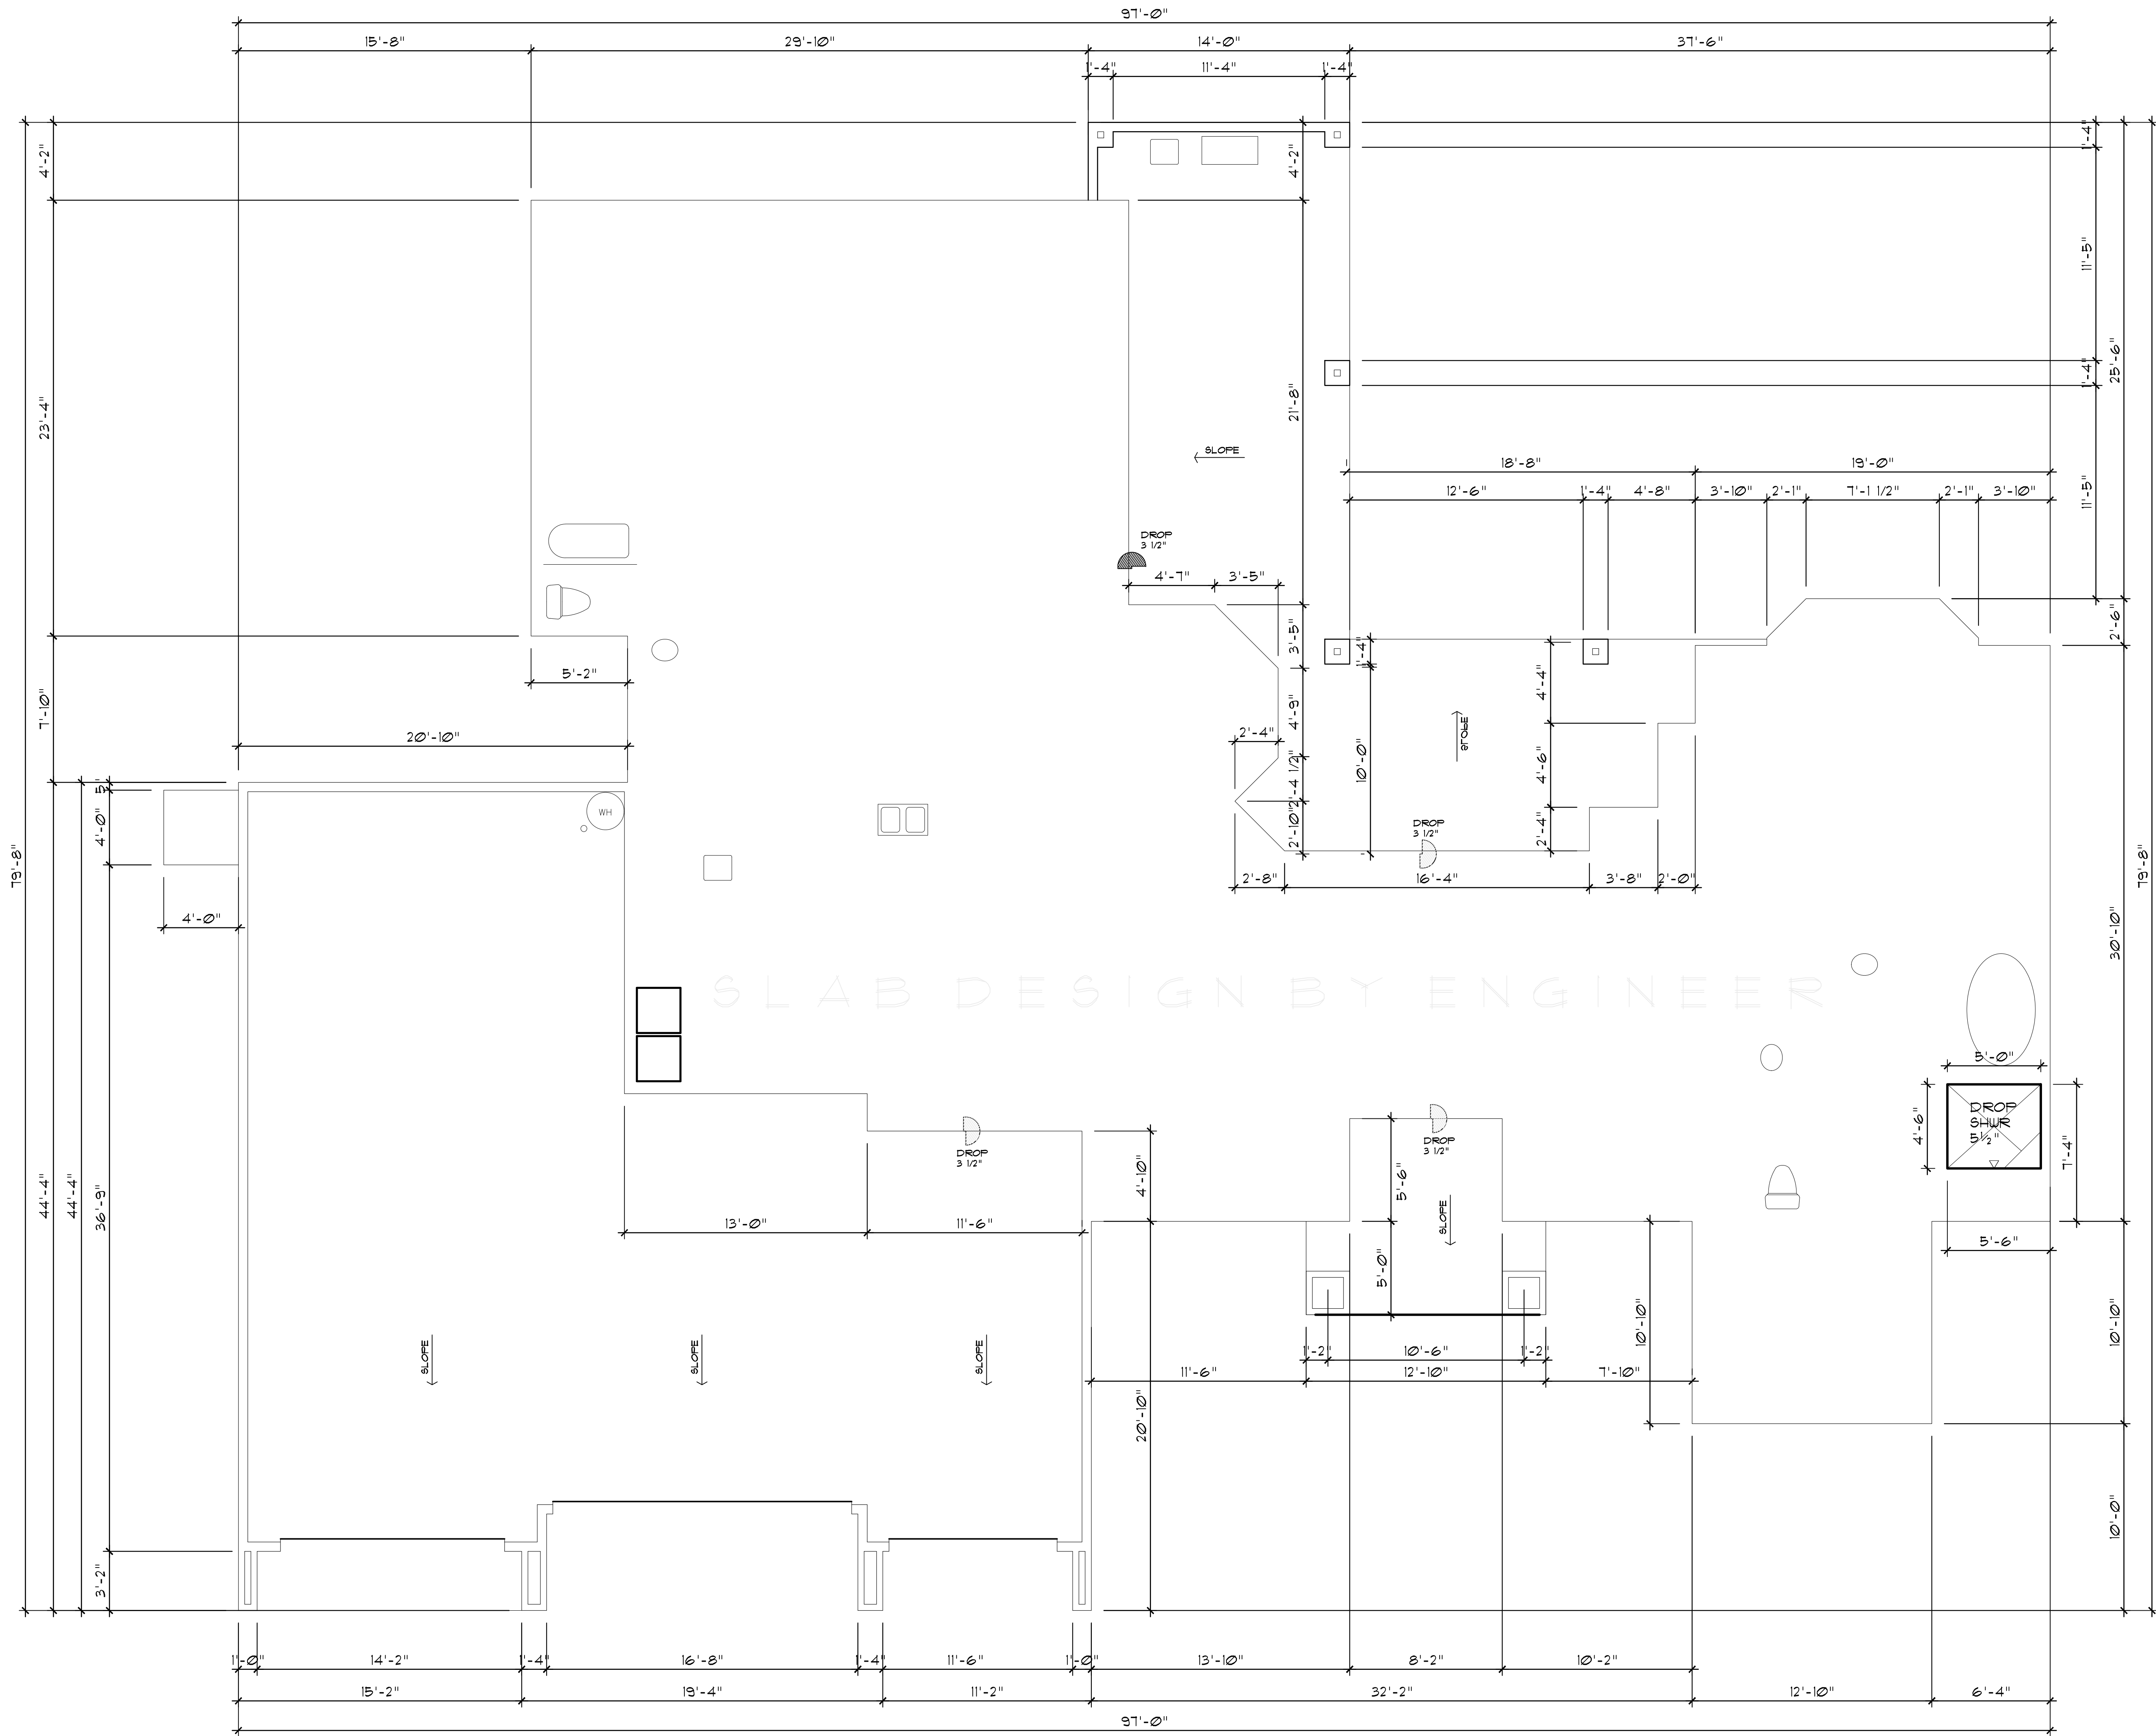 97'-0"
15'-8" 29'-10" 14'-0" 37'-6"
1'-4" 11'-4" 1'-4"
4'-2"
4'-2"
1'-4"
11'-5"
25'-6"
1'-4"
23'-4"
21'-8"
SLOPE
18'-8" 19'-0"
12'-6" 1'-4" 4'-8" 3'-10" 2'-1" 7'-1 1/2" 2'-1" 3'-10"
11'-5"
DROP
3 1/2"
4'-7" 3'-5"
3'-5"
1'-4"
2'-6"
5'-2"
4'-4"
7'-10"
4'-9"
SLOPE
20'-10"
2'-4"
2'-4 1/2"
10'-0"
4'-6"
5"
4'-0"
WH
2'-10"
DROP
3 1/2"
2'-4"
79'-8"
79'-8"
2'-8" 16'-4" 3'-8" 2'-0"
4'-0"
30'-10"
SLAB DESIGN BY ENGINEER
5'-0"
DROP
SHWR
5 1/2"
4'-6"
7'-4"
DROP
3 1/2"
DROP
3 1/2"
44'-4"
44'-4"
36'-9"
4'-10"
5'-6"
SLOPE
13'-0" 11'-6"
5'-6"
5'-0"
10'-10"
10'-10"
SLOPE
SLOPE
SLOPE
1'-2" 10'-6" 1'-2"
11'-6" 12'-10" 7'-10"
20'-10"
10'-0"
3'-2"
1'-0" 14'-2" 1'-4" 16'-8" 1'-4" 11'-6" 1'-0" 13'-10" 8'-2" 10'-2"
15'-2" 19'-4" 11'-2" 32'-2" 12'-10" 6'-4"
97'-0"